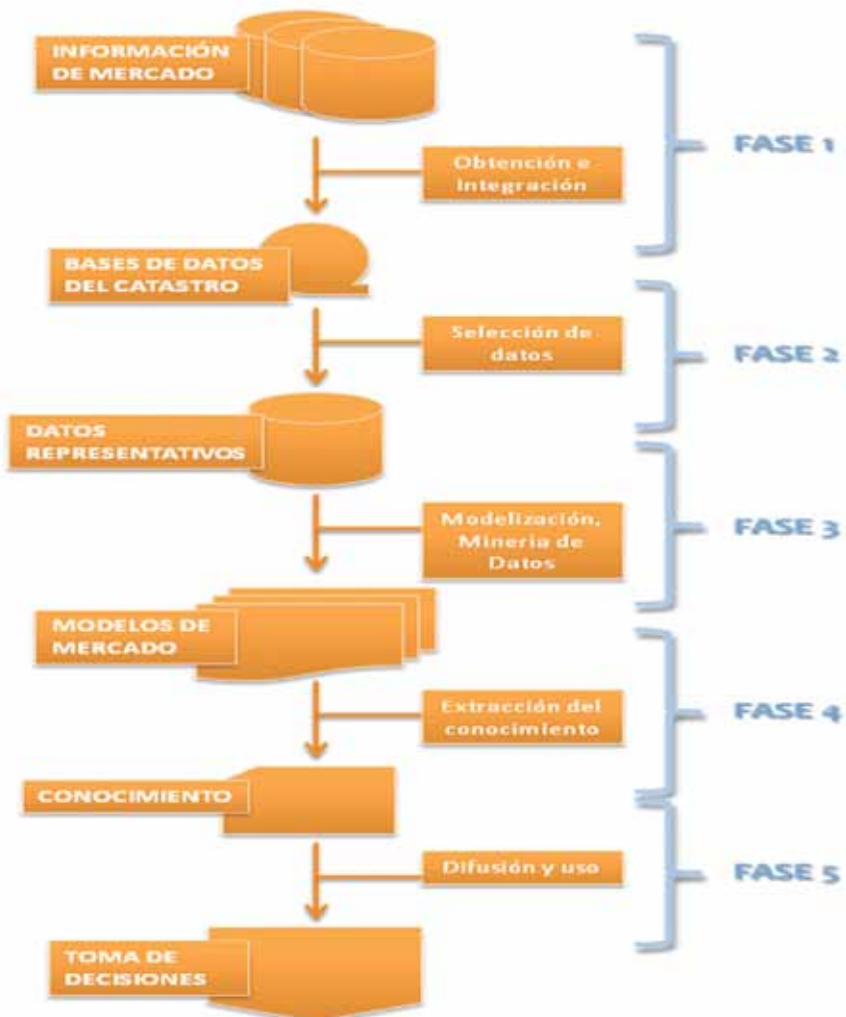 INFORMACIÓN
DE MERCADO
Obtención e
Integración
FASE 1
BASES DE DATOS
DEL CATASTRO
Selección de
datos
FASE 2
DATOS
REPRESENTATIVOS
Modelización,
Mineria de
Datos
FASE 3
MODELOS DE
MERCADO
Extracción del
conocimiento
FASE 4
CONOCIMIENTO
Difusión y uso
FASE 5
TOMA DE
DECISIONES